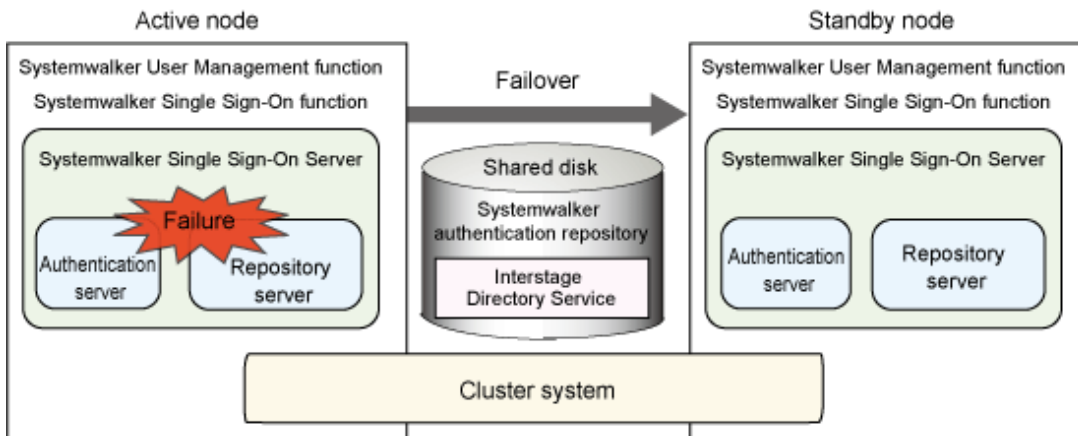 Active node
Systemwalker User Management function
Systemwalker Single Sign-On function
Systemwalker Single Sign-On Server
Failure
Authentication
server
Repository
server
Failover
Shared disk
Systemwalker
authentication repository
Interstage
Directory Service
Standby node
Systemwalker User Management function
Systemwalker Single Sign-On function
Systemwalker Single Sign-On Server
Authentication
server
Repository
server
Cluster system